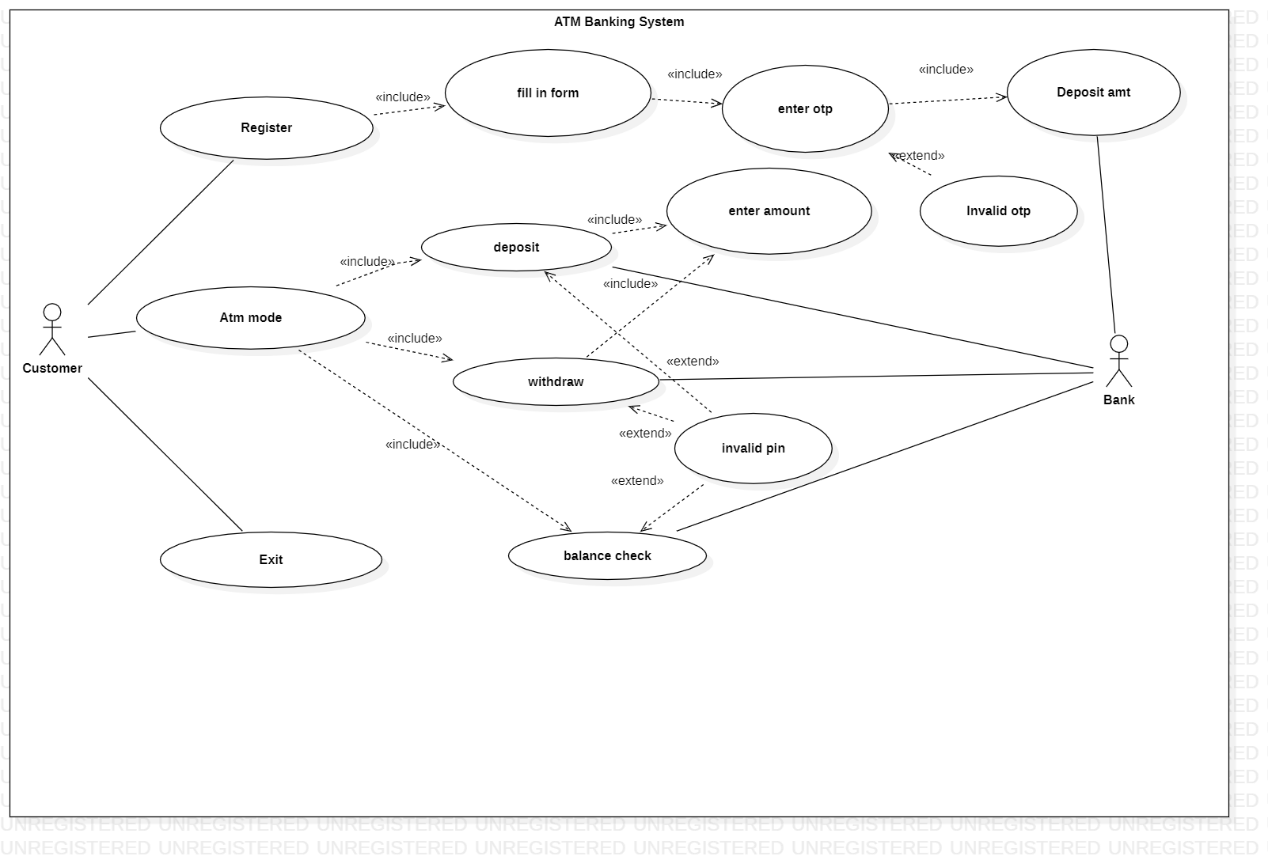 ATM Banking System
«include»
fill in form
«include»
enter otp
«include»
Deposit amt
Register
«extend»
Invalid otp
enter amount
«include»
deposit
«include»
«include»
Atm mode
«include»
Customer
withdraw
«extend»
Bank
«extend»
invalid pin
«include»
«extend»
Exit
balance check
UNREGISTERED UNREGISTERED UNREGISTERED UNREGISTERED UNREGISTERED UNREGISTERED UNREGISTERED UNREGISTERED
UNREGISTERED UNREGISTERED UNREGISTERED UNREGISTERED UNREGISTERED UNREGISTERED UNREGISTERED UNREGISTERED